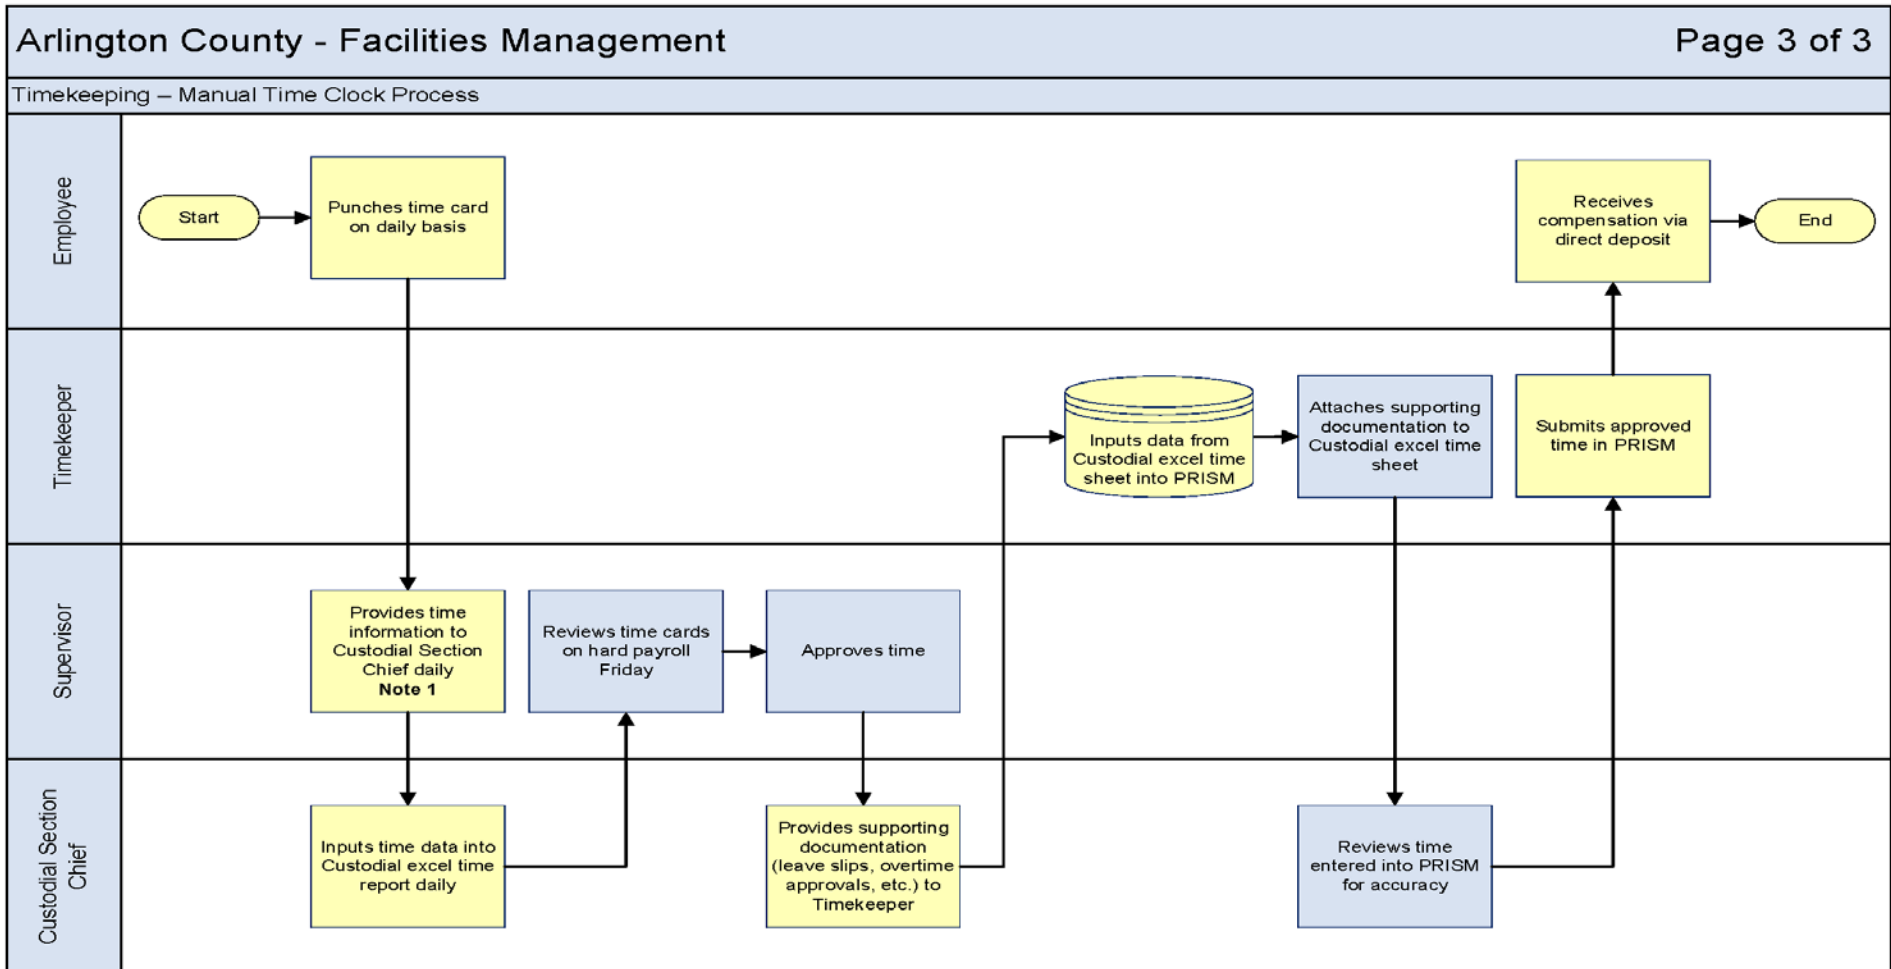 Arlington County - Facilities Management
Page 3 of 3
Timekeeping – Manual Time Clock Process
Employee
Start
Punches time card
on daily basis
Receives
compensation via
direct deposit
End
Timekeeper
Inputs data from
Custodial excel time
sheet into PRISM
Attaches supporting
documentation to
Custodial excel time
sheet
Submits approved
time in PRISM
Supervisor
Provides time
information to
Custodial Section
Chief daily
Note 1
Reviews time cards
on hard payroll
Friday
Approves time
Custodial Section
Chief
Inputs time data into
Custodial excel time
report daily
Provides supporting
documentation
(leave slips, overtime
approvals, etc.) to
Timekeeper
Reviews time
entered into PRISM
for accuracy